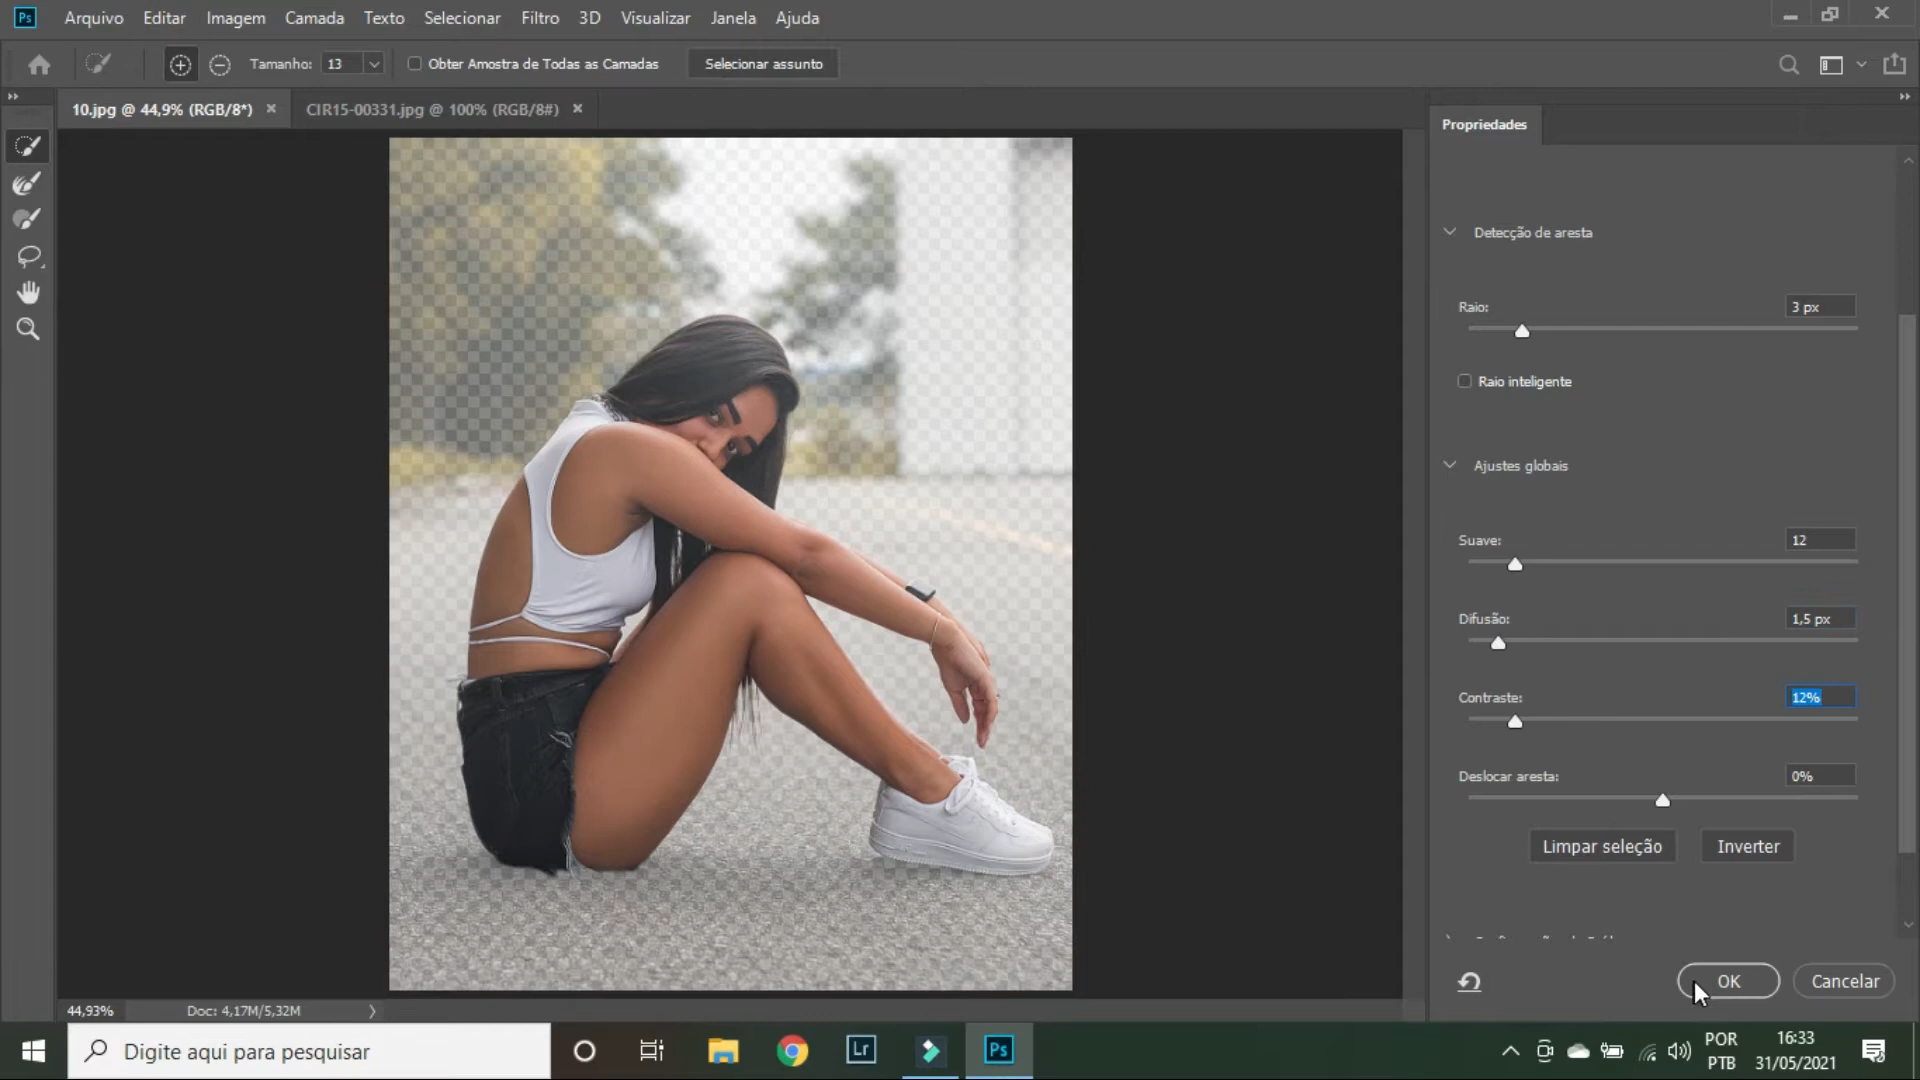 Ps Arquivo Editar Imagem Camada Texto Selecionar Filtro 3D Visualizar Janela Ajuda
Tamanho: 13 Obter Amostra de Todas as Camadas Selecionar assunto
10.jpg @ 44,9% (RGB/8*) × CIR15-00331.jpg @ 100% (RGB/8#) ×
Propriedades
Detecção de aresta
Raio: 3 px
Raio inteligente
Ajustes globais
Suave: 12
Difusão: 1,5 px
Contraste: 12%
Deslocar aresta: 0%
Limpar seleção Inverter
OK Cancelar
44,93% Doc: 4,17M/5,32M
Digite aqui para pesquisar Lr Ps
POR 16:33
PTB 31/05/2021